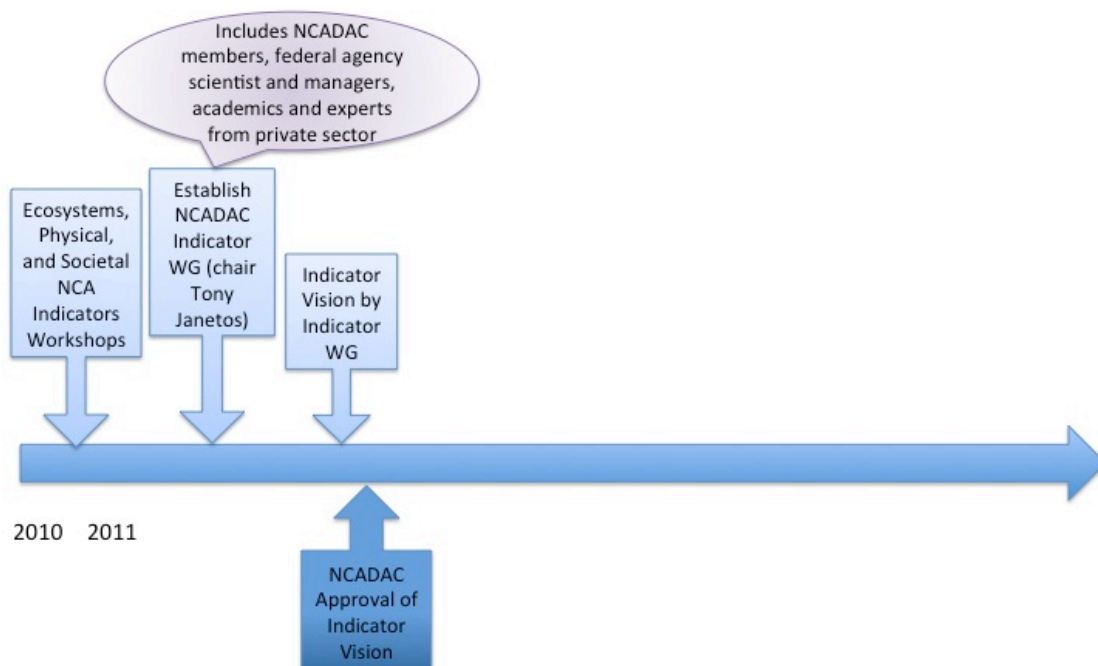 Includes NCADAC
members, federal agency
scientist and managers,
academics and experts
from private sector
Ecosystems,
Physical,
and Societal
NCA
Indicators
Workshops
Establish
NCADAC
Indicator
WG (chair
Tony
Janetos)
Indicator
Vision by
Indicator
WG
2010 2011
NCADAC
Approval of
Indicator
Vision